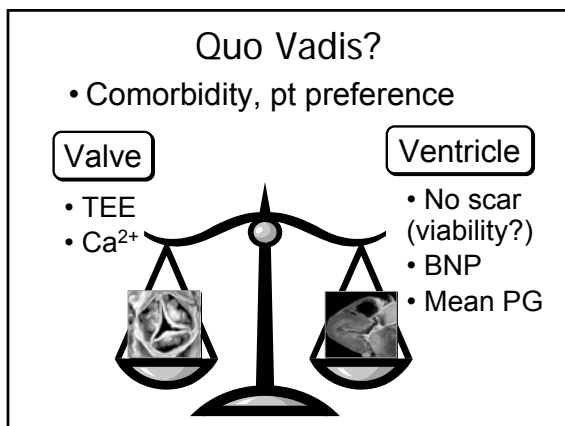 Quo Vadis?
• Comorbidity, pt preference
Valve
• TEE
• Ca²⁺
Ventricle
• No scar
(viability?)
• BNP
• Mean PG